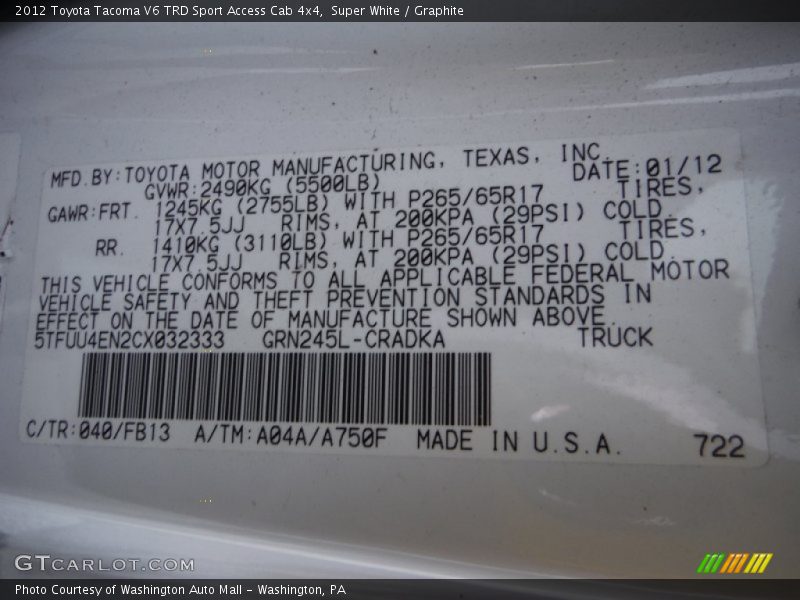 2012 Toyota Tacoma V6 TRD Sport Access Cab 4x4, Super White / Graphite
MFD.BY:TOYOTA MOTOR MANUFACTURING, TEXAS, INC.
GVWR:2490KG (5500LB) DATE:01/12
GAWR:FRT. 1245KG (2755LB) WITH P265/65R17 TIRES,
17X7.5JJ RIMS, AT 200KPA (29PSI) COLD.
RR. 1410KG (3110LB) WITH P265/65R17 TIRES,
17X7.5JJ RIMS, AT 200KPA (29PSI) COLD.
THIS VEHICLE CONFORMS TO ALL APPLICABLE FEDERAL MOTOR
VEHICLE SAFETY AND THEFT PREVENTION STANDARDS IN
EFFECT ON THE DATE OF MANUFACTURE SHOWN ABOVE.
5TFUU4EN2CX032333 GRN245L-CRADKA TRUCK
C/TR:040/FB13 A/TM:A04A/A750F MADE IN U.S.A. 722
GTCARLOT.COM
Photo Courtesy of Washington Auto Mall - Washington, PA